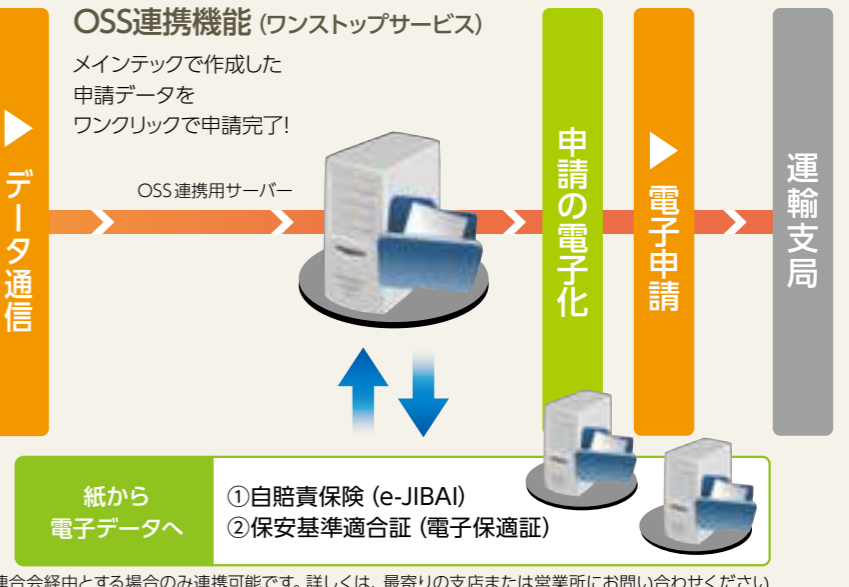 OSS連携機能（ワンストップサービス）
メインテックで作成した
申請データを
ワンクリックで申請完了!
データ通信
OSS連携用サーバー
申請の電子化
電子申請
運輸支局
紙から
電子データへ
①自賠責保険（e-JIBAI）
②保安基準適合証（電子保適証）
連合会経由とする場合のみ連携可能です。詳しくは、最寄りの支店または営業所にお問い合わせください